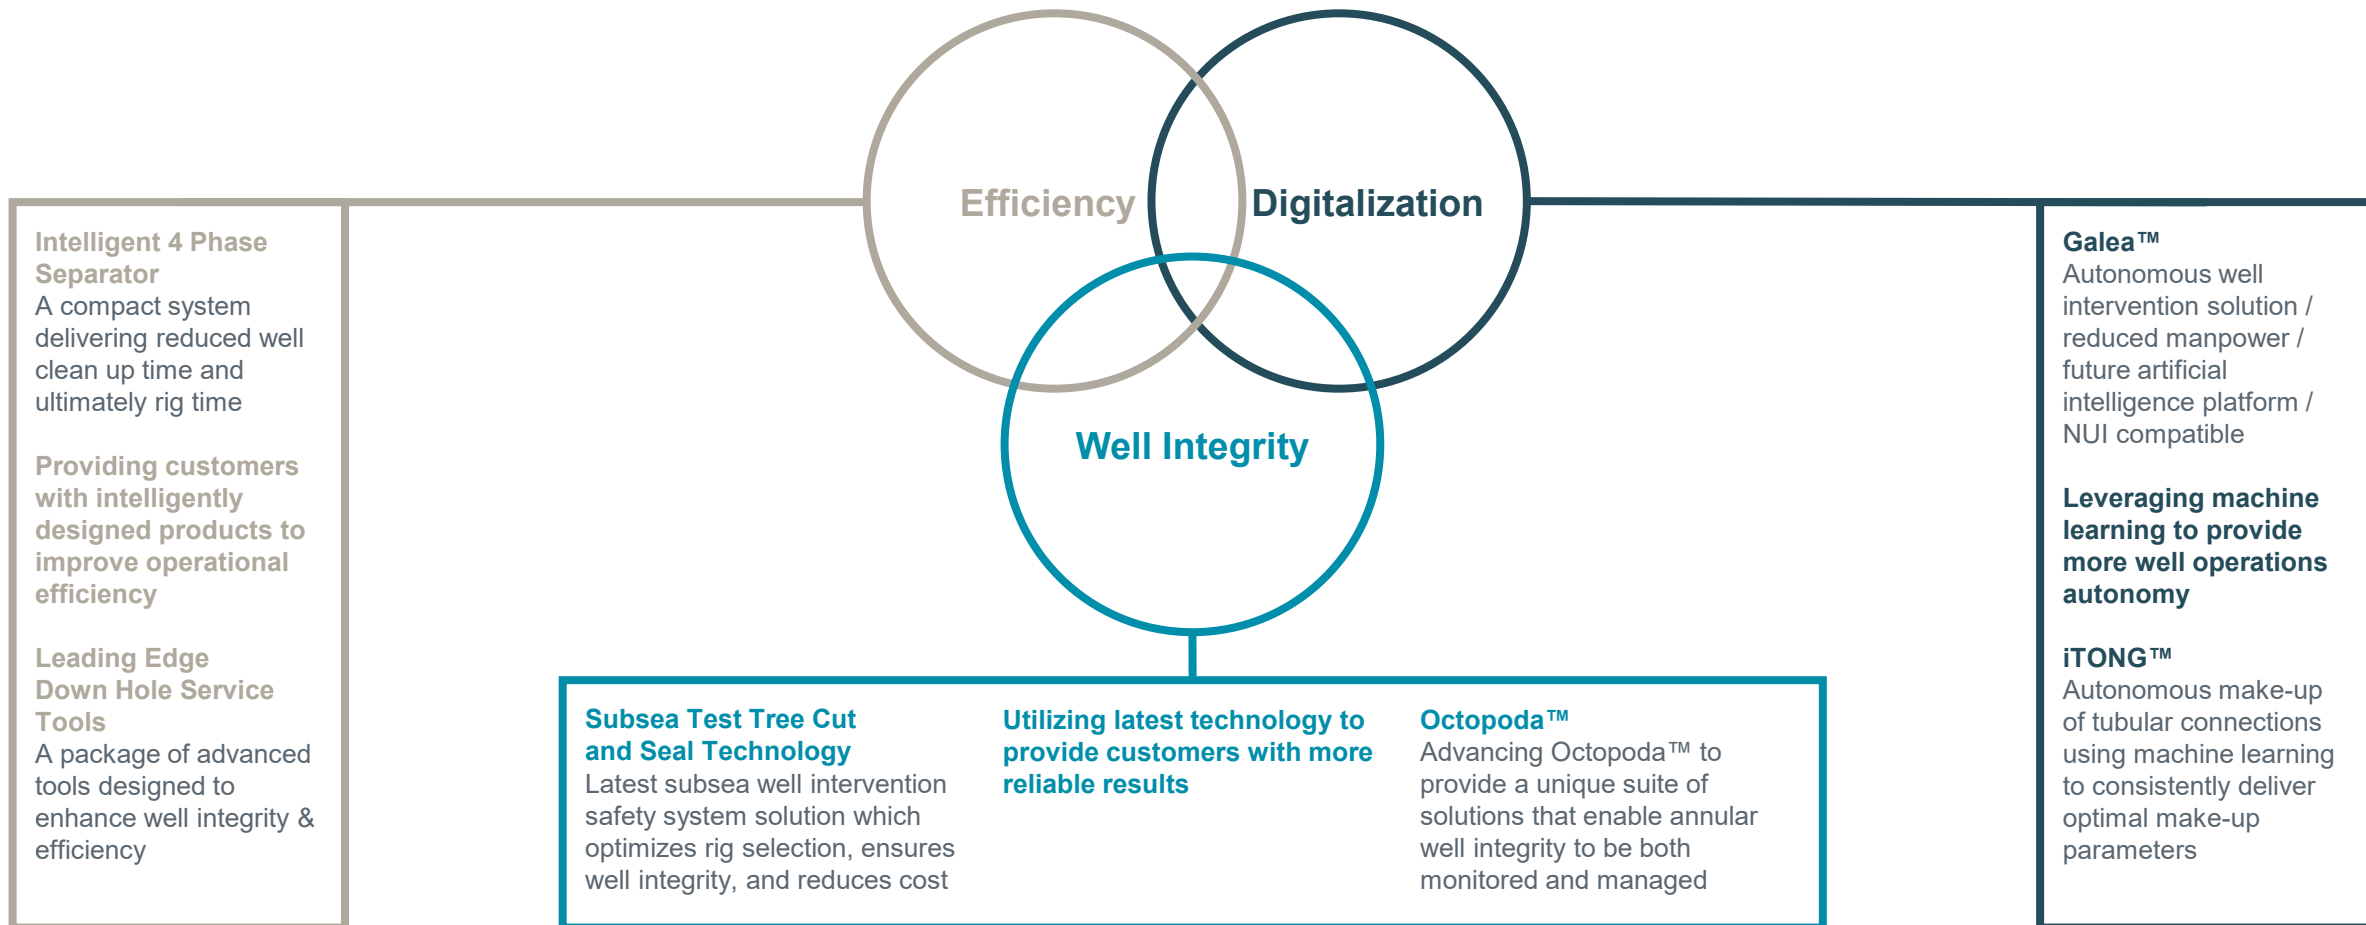 Efficiency
Digitalization
Well Integrity
Intelligent 4 Phase
Separator
A compact system
delivering reduced well
clean up time and
ultimately rig time
Providing customers
with intelligently
designed products to
improve operational
efficiency
Leading Edge
Down Hole Service
Tools
A package of advanced
tools designed to
enhance well integrity &
efficiency
Subsea Test Tree Cut
and Seal Technology
Latest subsea well intervention
safety system solution which
optimizes rig selection, ensures
well integrity, and reduces cost
Utilizing latest technology to
provide customers with more
reliable results
Octopoda™
Advancing Octopoda™ to
provide a unique suite of
solutions that enable annular
well integrity to be both
monitored and managed
Galea™
Autonomous well
intervention solution /
reduced manpower /
future artificial
intelligence platform /
NUI compatible
Leveraging machine
learning to provide
more well operations
autonomy
iTONG™
Autonomous make-up
of tubular connections
using machine learning
to consistently deliver
optimal make-up
parameters